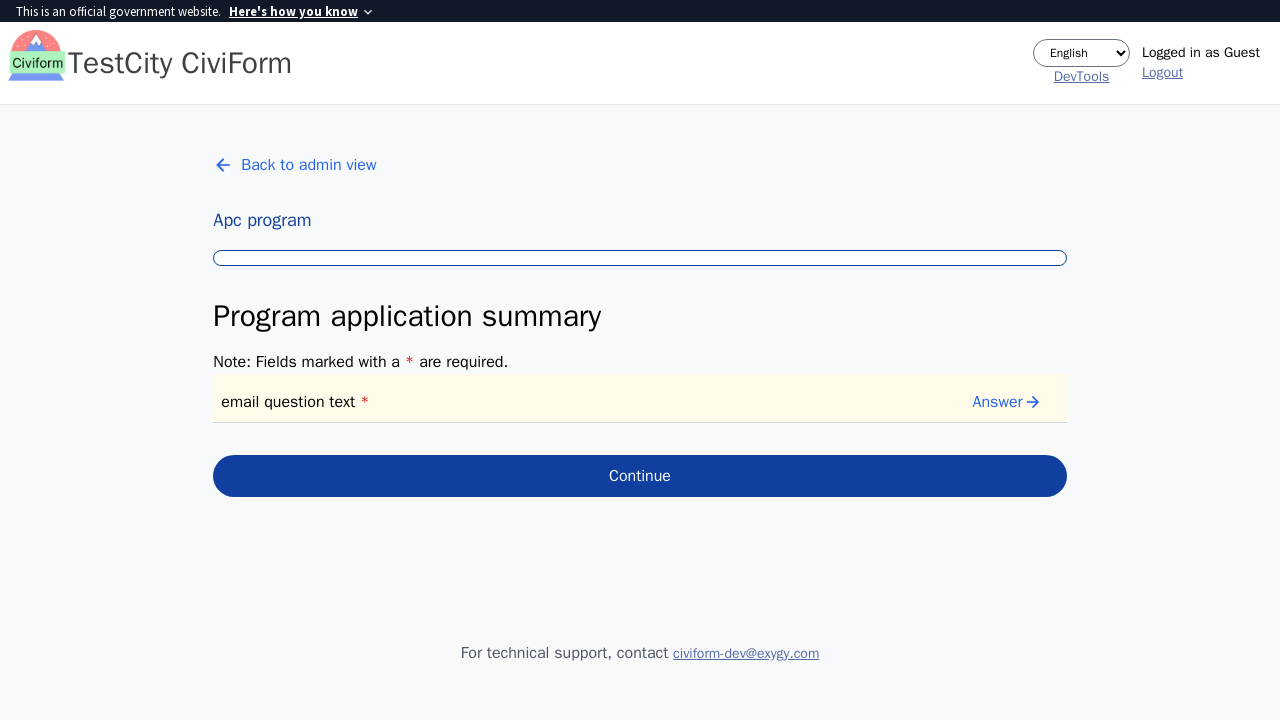 This is an official government website. Here's how you know
Civiform
TestCity CiviForm
English
DevTools
Logged in as Guest
Logout
Back to admin view
Apc program
Program application summary
Note: Fields marked with a * are required.
email question text *
Answer
Continue
For technical support, contact civiform-dev@exygy.com